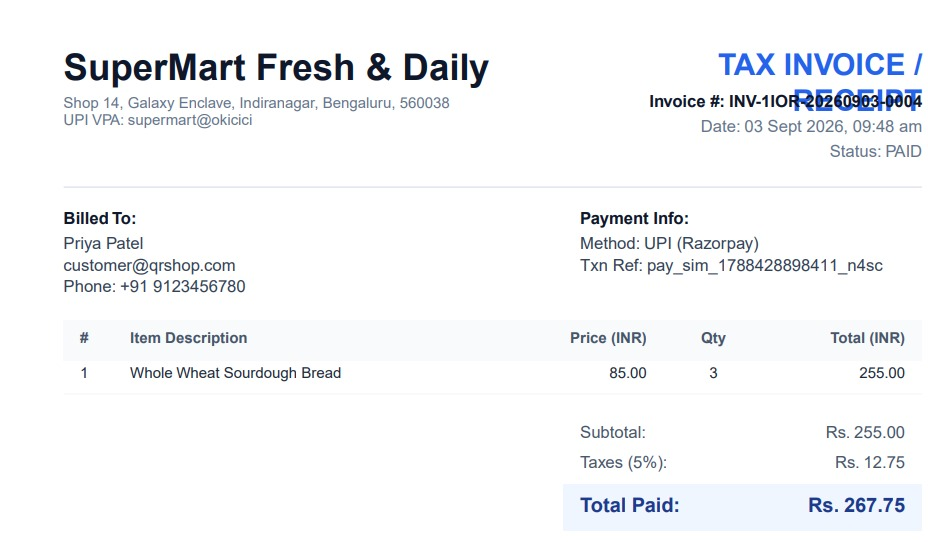 SuperMart Fresh & Daily
Shop 14, Galaxy Enclave, Indiranagar, Bengaluru, 560038
UPI VPA: supermart@okicici
TAX INVOICE /
RECEIPT
Invoice #: INV-1IOR-20260903-0004
Date: 03 Sept 2026, 09:48 am
Status: PAID
Billed To:
Priya Patel
customer@qrshop.com
Phone: +91 9123456780
Payment Info:
Method: UPI (Razorpay)
Txn Ref: pay_sim_1788428898411_n4sc
# Item Description Price (INR) Qty Total (INR)
1 Whole Wheat Sourdough Bread 85.00 3 255.00
Subtotal: Rs. 255.00
Taxes (5%): Rs. 12.75
Total Paid: Rs. 267.75